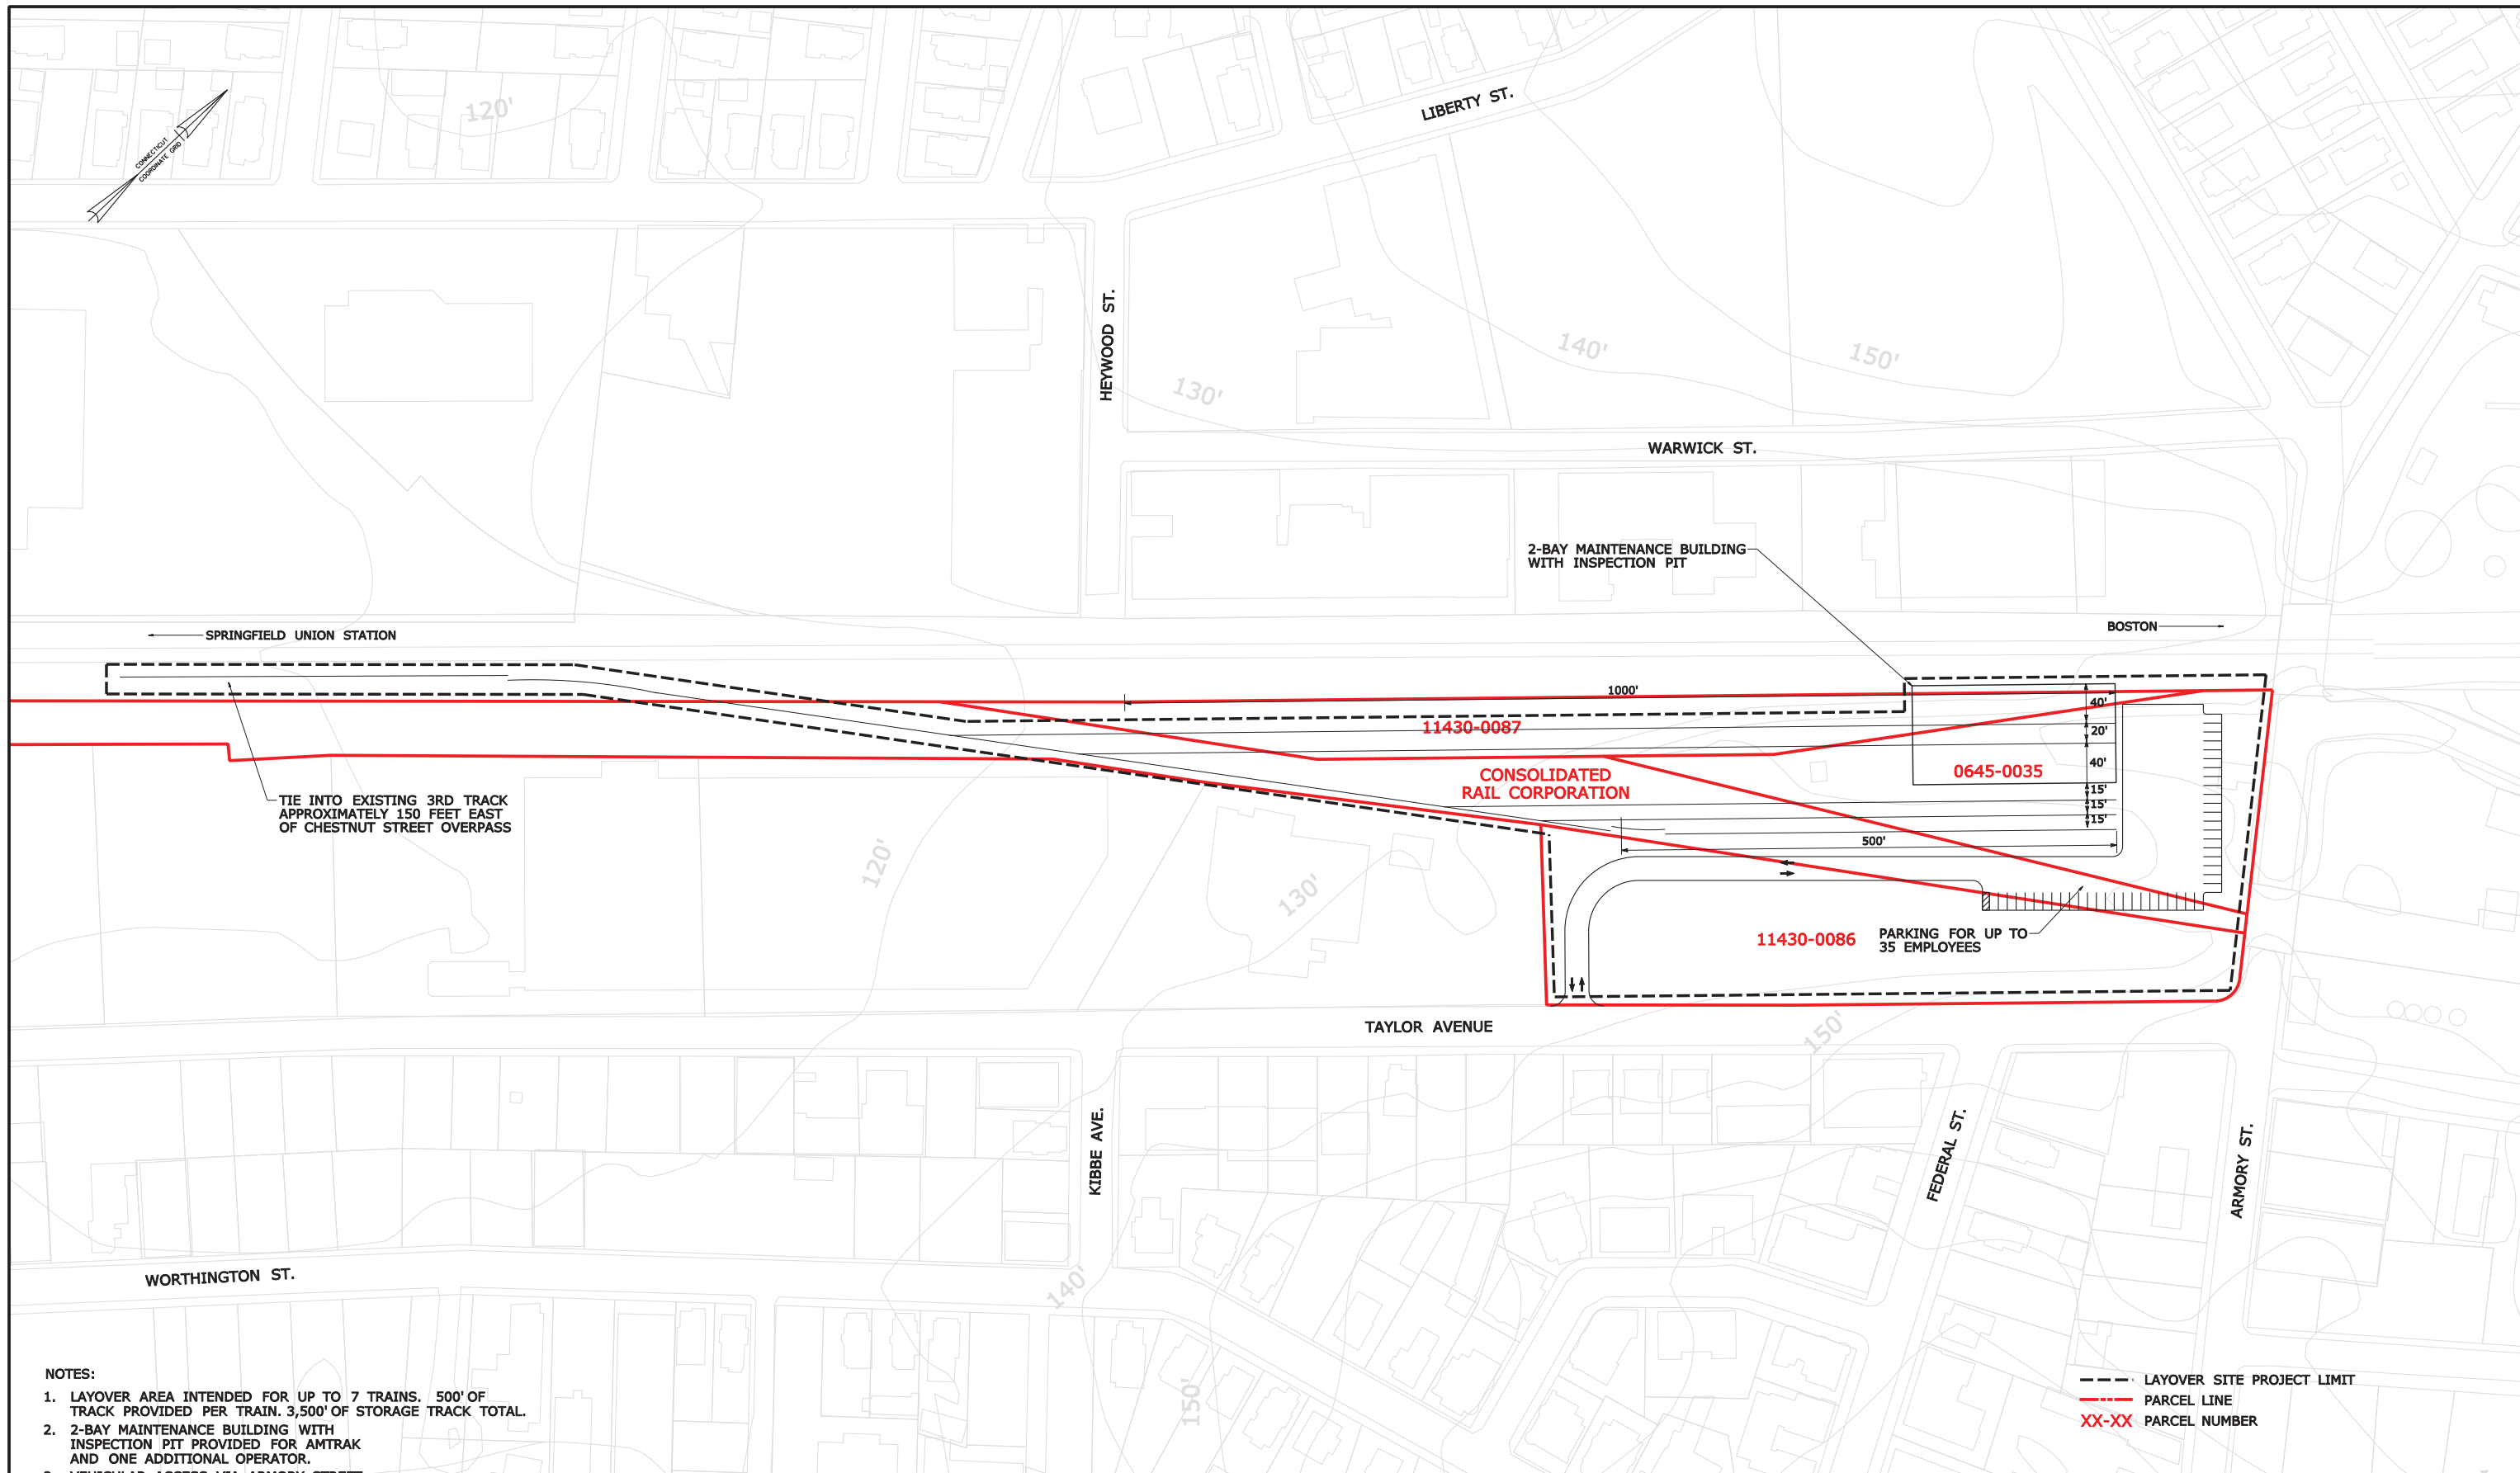 120'
LIBERTY ST.
CONNECTICUT
COORDINATE GRID
HEYWOOD ST.
140'
150'
130'
WARWICK ST.
2-BAY MAINTENANCE BUILDING
WITH INSPECTION PIT
SPRINGFIELD UNION STATION
BOSTON
1000'
40'
11430-0087
20'
40'
CONSOLIDATED
RAIL CORPORATION
0645-0035
15'
15'
15'
TIE INTO EXISTING 3RD TRACK
APPROXIMATELY 150 FEET EAST
OF CHESTNUT STREET OVERPASS
500'
120'
130'
11430-0086
PARKING FOR UP TO
35 EMPLOYEES
TAYLOR AVENUE
150'
KIBBE AVE.
FEDERAL ST.
ARMORY ST.
WORTHINGTON ST.
140'
150'
NOTES:
1. LAYOVER AREA INTENDED FOR UP TO 7 TRAINS. 500' OF
TRACK PROVIDED PER TRAIN. 3,500' OF STORAGE TRACK TOTAL.
2. 2-BAY MAINTENANCE BUILDING WITH
INSPECTION PIT PROVIDED FOR AMTRAK
AND ONE ADDITIONAL OPERATOR.
3. VEHICULAR ACCESS VIA ARMORY STREET
LAYOVER SITE PROJECT LIMIT
PARCEL LINE
XX-XX PARCEL NUMBER